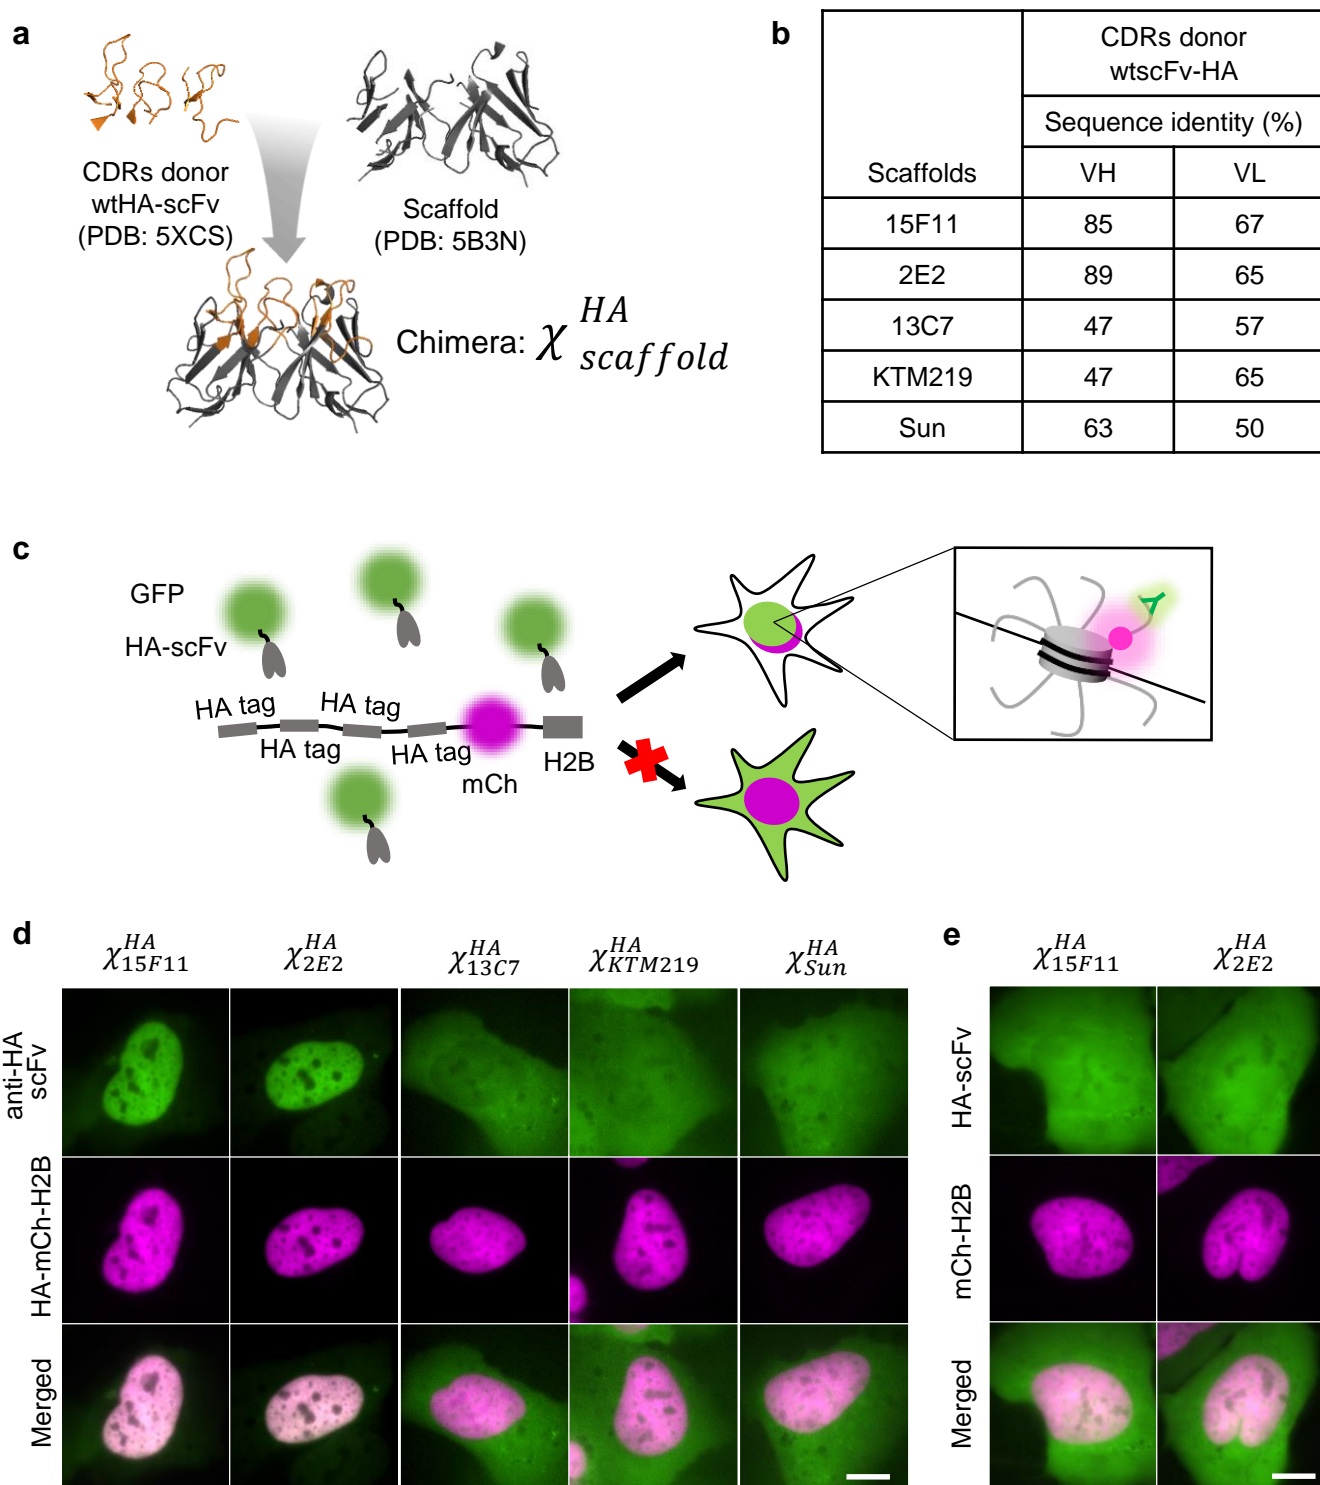 a
CDRs donor
wtHA-scFv
(PDB: 5XCS)
Scaffold
(PDB: 5B3N)
Chimera: χ HA scaffold
b
CDRs donor
wtscFv-HA
Sequence identity (%)
Scaffolds VH VL
15F11 85 67
2E2 89 65
13C7 47 57
KTM219 47 65
Sun 63 50
c
GFP
HA-scFv
HA tag HA tag
HA tag HA tag
mCh
H2B
d
χ HA 15F11
χ HA 2E2
χ HA 13C7
χ HA KTM219
χ HA Sun
anti-HA
scFv
HA-mCh-H2B
Merged
e
χ HA 15F11
χ HA 2E2
HA-scFv
mCh-H2B
Merged